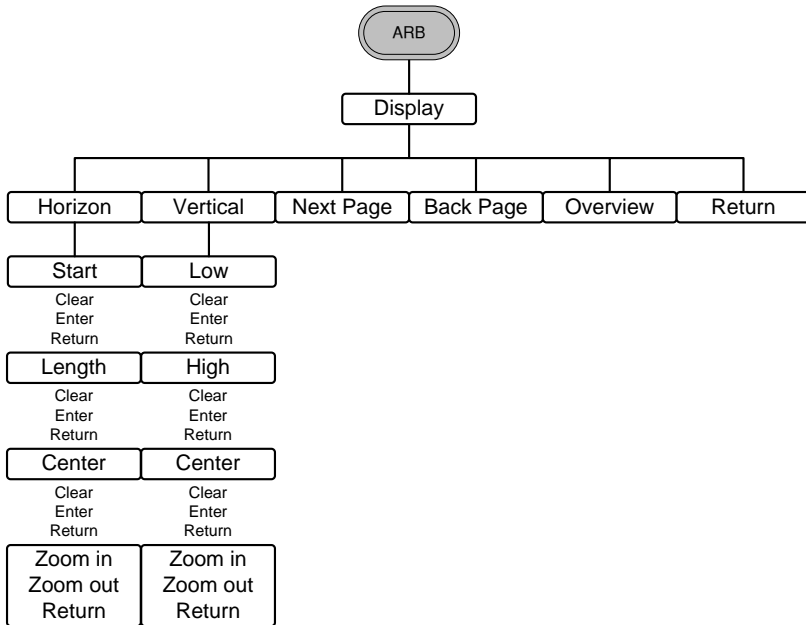 ARB
Display
Horizon Vertical Next Page Back Page Overview Return
Start Low
Clear Clear
Enter Enter
Return Return
Length High
Clear Clear
Enter Enter
Return Return
Center Center
Clear Clear
Enter Enter
Return Return
Zoom in Zoom in
Zoom out Zoom out
Return Return